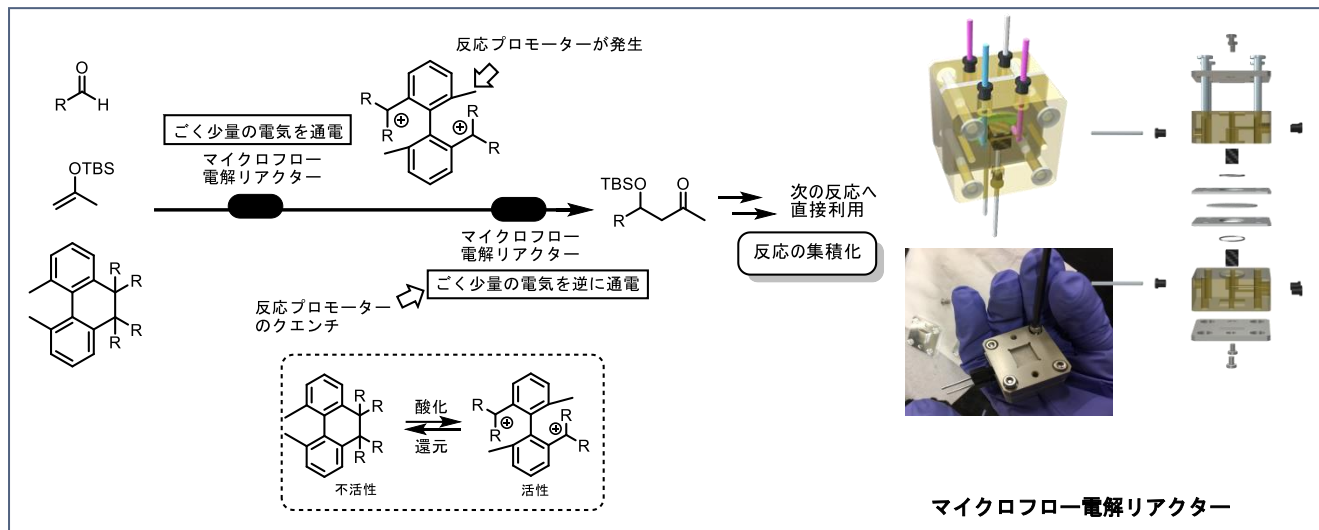 反応プロモーターが発生
O
R
H
ごく少量の電気を通電
マイクロフロー
電解リアクター
R
R
⊕
⊕
R
R
OTBS
TBSO
O
R
次の反応へ
直接利用
反応の集積化
マイクロフロー
電解リアクター
ごく少量の電気を逆に通電
反応プロモーター
のクエンチ
R
R
R
R
R
R
R
R
酸化
還元
R
R
⊕
⊕
R
R
不活性
活性
マイクロフロー電解リアクター